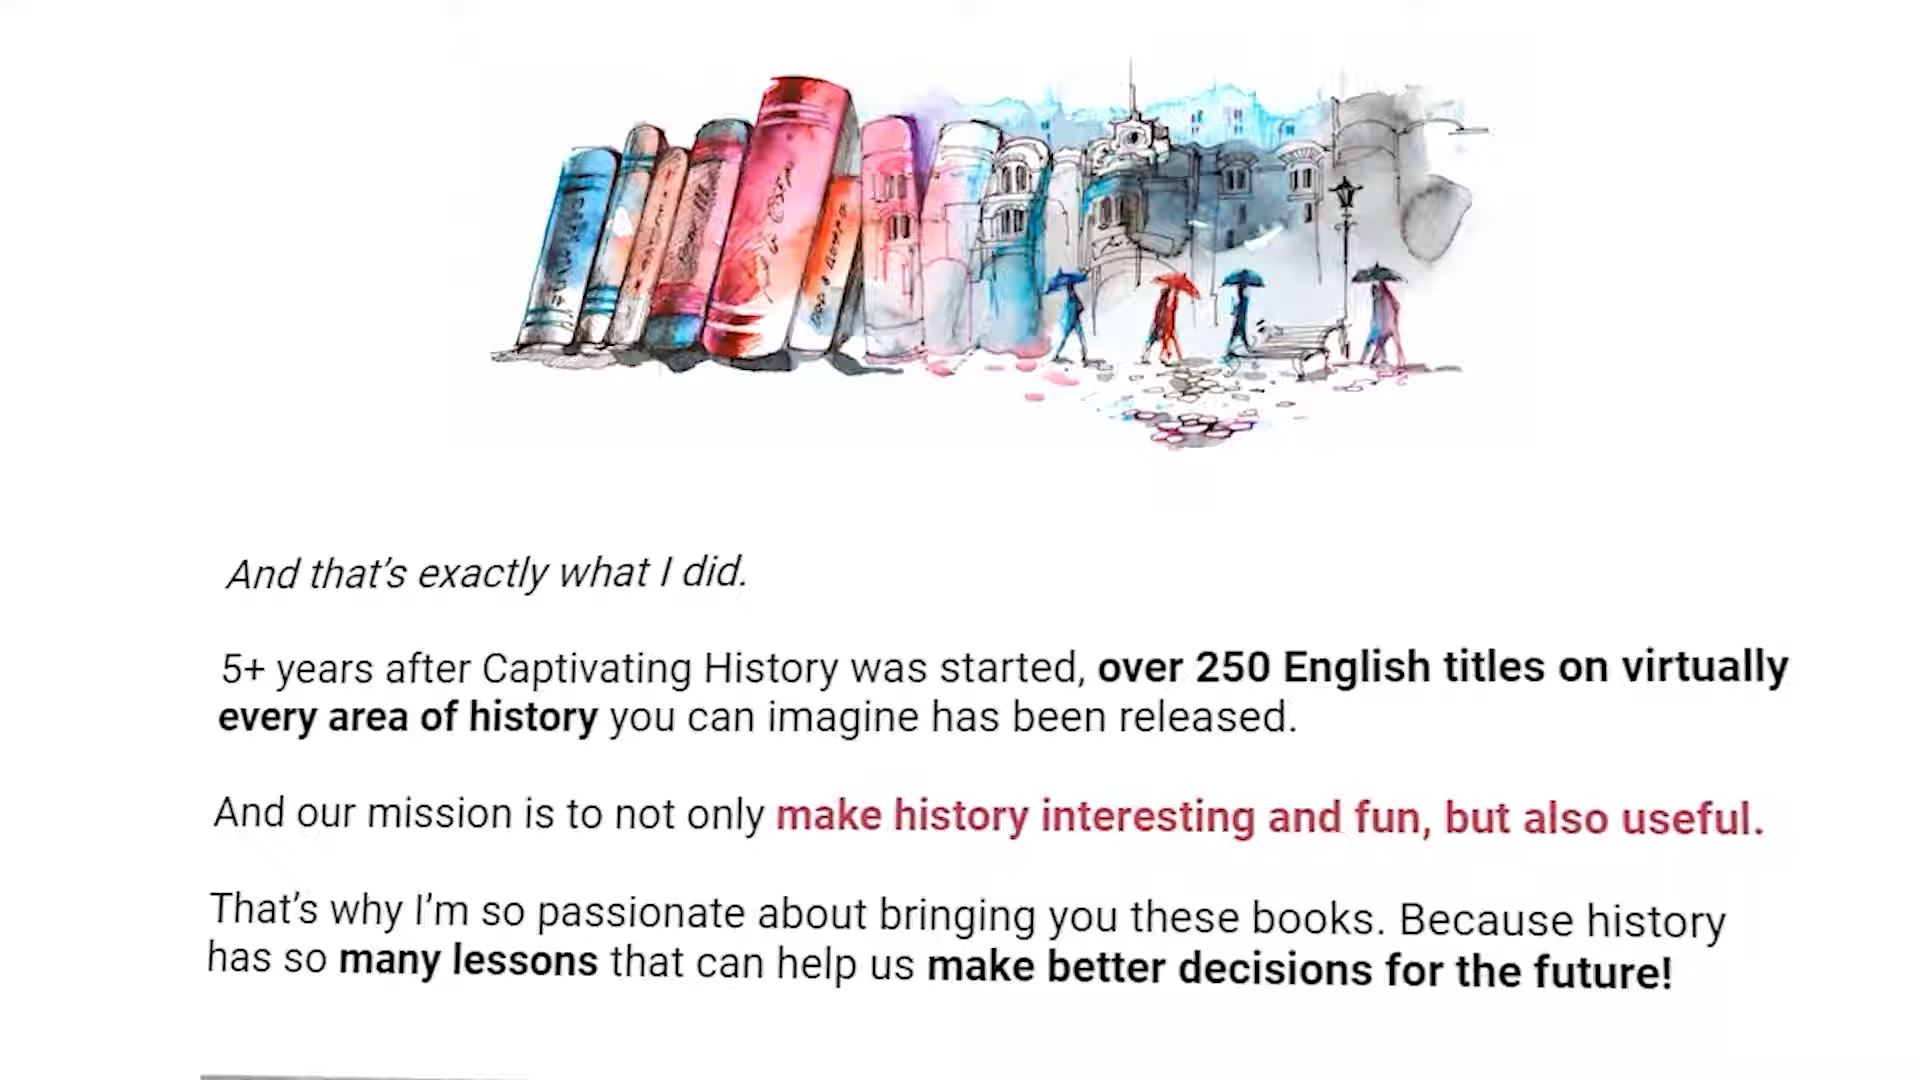 And that's exactly what I did.
5+ years after Captivating History was started, over 250 English titles on virtually
every area of history you can imagine has been released.
And our mission is to not only make history interesting and fun, but also useful.
That's why I'm so passionate about bringing you these books. Because history
has so many lessons that can help us make better decisions for the future!